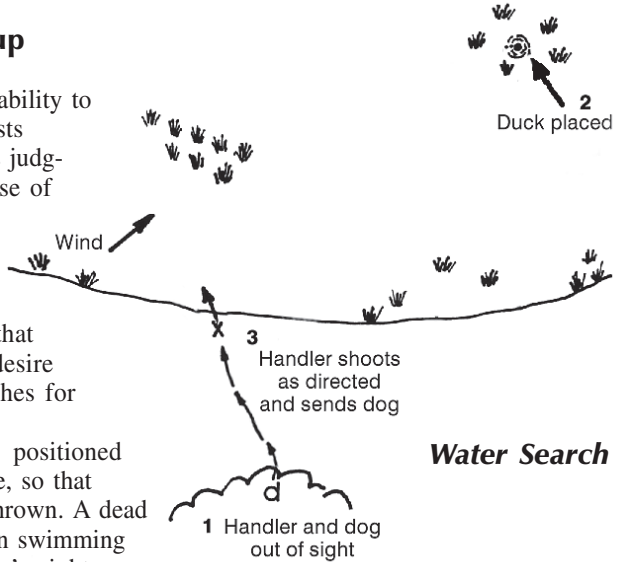 up
ability to
sts
judg-
se of
that
desire
hes for
positioned
e, so that
hrown. A dead
n swimming
2
Duck placed
Wind
X 3
Handler shoots
as directed
and sends dog
Water Search
d
1 Handler and dog
out of sight